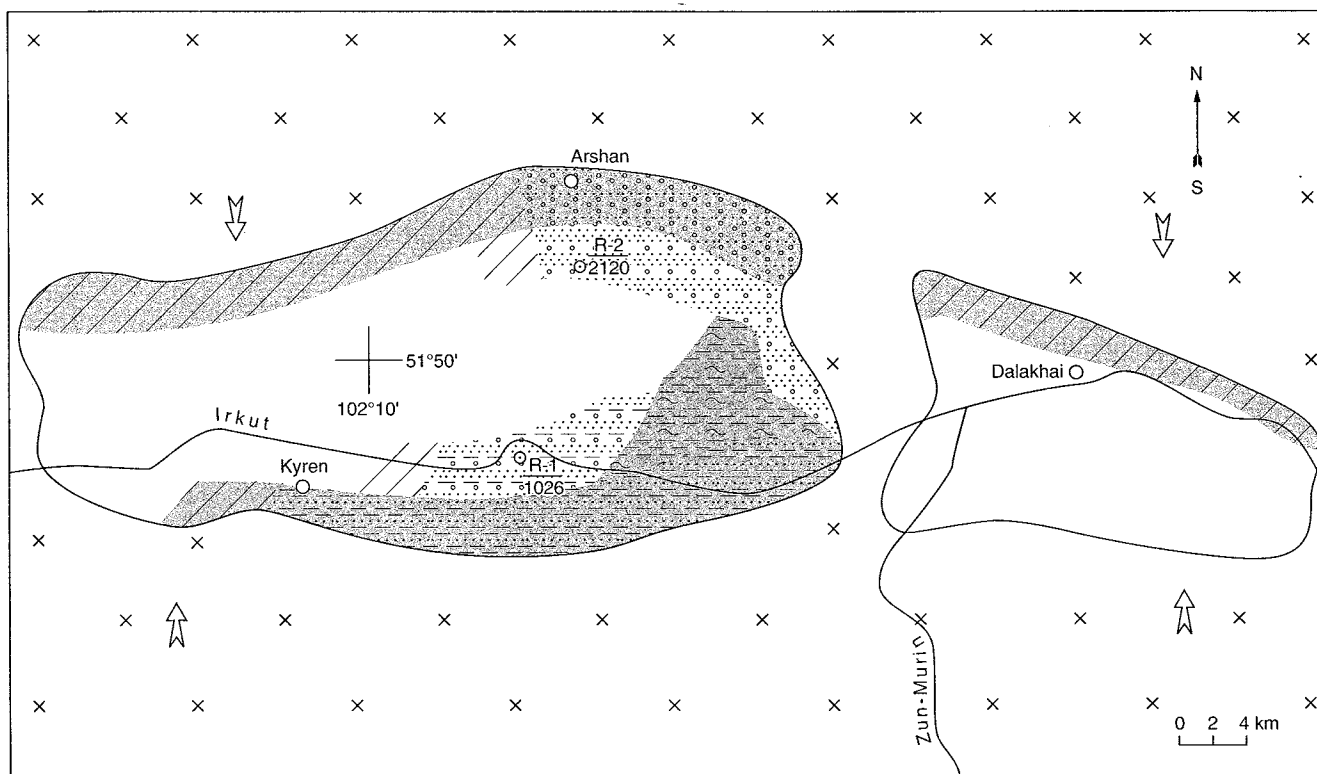 N
S
Arshan
R-2
2120
51°50'
102°10'
Dalakhai
Irkut
Kyren
R-1
1026
Zun-Murin
0 2 4 km